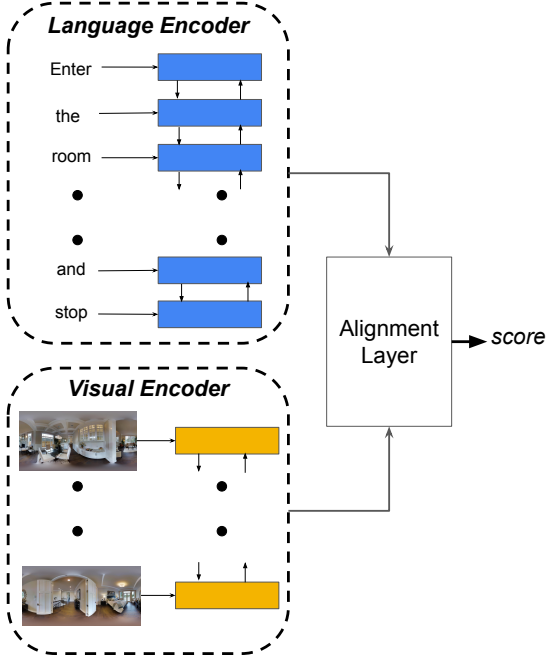 Language Encoder
Enter
the
room
and
stop
Visual Encoder
Alignment
Layer
score